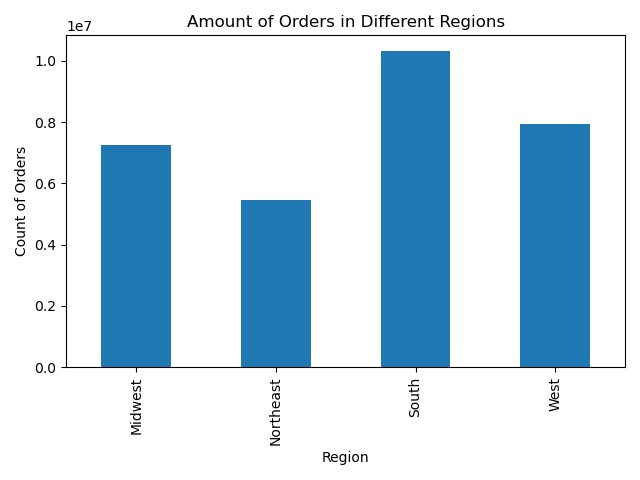 Amount of Orders in Different Regions
1e7
1.0
0.8
0.6
0.4
0.2
0.0
Count of Orders
Midwest
Northeast
South
West
Region